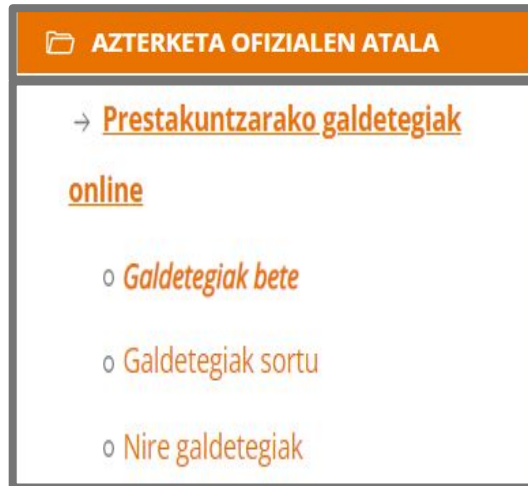 AZTERKETA OFIZIALEN ATALA
→ Prestakuntzarako galdetegiak
online
o Galdetegiak bete
o Galdetegiak sortu
o Nire galdetegiak